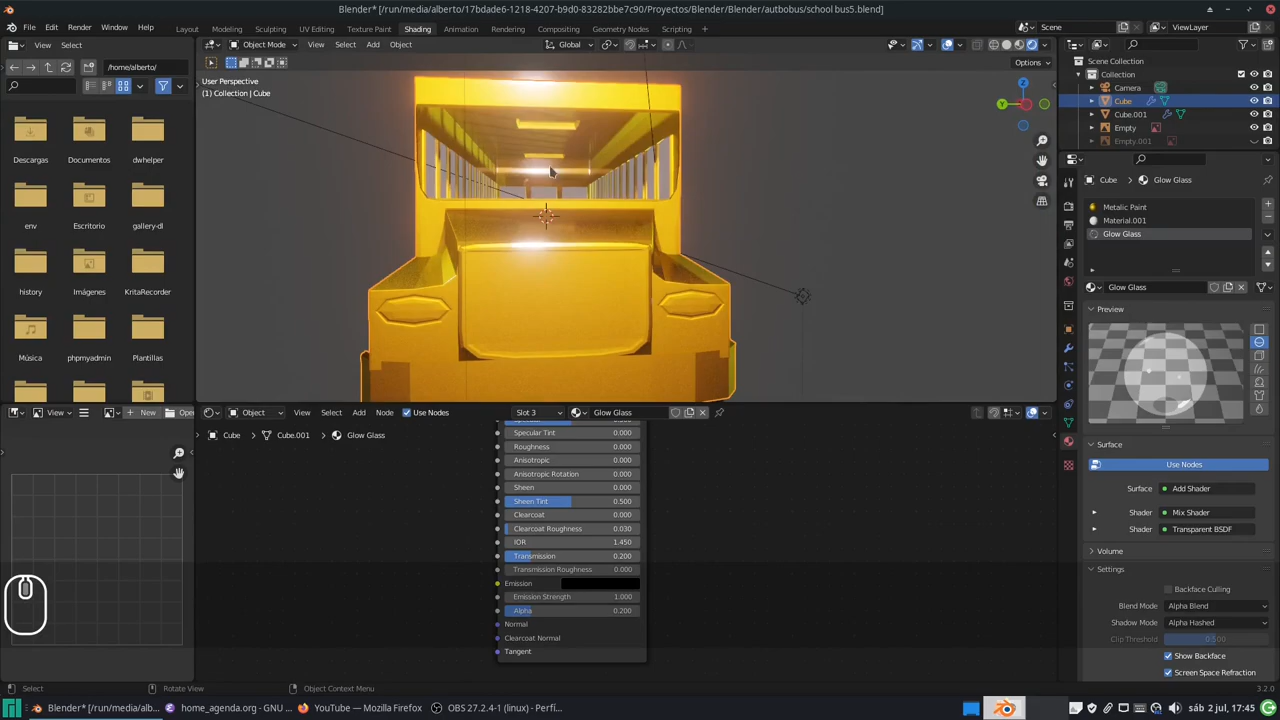 Blender* [/run/media/alberto/17bdade6-1218-4207-b9d0-83282bbe7c90/Proyectos/Blender/Blender/autbobus/school bus5.blend]
File Edit Render Window Help Layout Modeling Sculpting UV Editing Texture Paint Shading Animation Rendering Compositing Geometry Nodes Scripting + Scene ViewLayer
View Select Object Mode View Select Add Object Global
/home/alberto/ Options
Descargas Documentos dwhelper
env Escritorio gallery-dl
history Imágenes KritaRecorder
Música phpmyadmin Plantillas
User Perspective
(1) Collection | Cube
Z
Y
Scene Collection
Collection
Camera
Cube
Cube.001
Empty
Empty.001
Cube > Glow Glass
Metalic Paint
Material.001
Glow Glass
Glow Glass
Preview
Surface
Use Nodes
Surface Add Shader
Shader Mix Shader
Shader Transparent BSDF
Volume
Settings
Backface Culling
Blend Mode Alpha Blend
Shadow Mode Alpha Hashed
Clip Threshold 0.500
Show Backface
Screen Space Refraction
View New Open
Object View Select Add Node Use Nodes Slot 3 Glow Glass
Cube > Cube.001 > Glow Glass
Specular Tint 0.000
Roughness 0.000
Anisotropic 0.000
Anisotropic Rotation 0.000
Sheen 0.000
Sheen Tint 0.500
Clearcoat 0.000
Clearcoat Roughness 0.030
IOR 1.450
Transmission 0.200
Transmission Roughness 0.000
Emission
Emission Strength 1.000
Alpha 0.200
Normal
Clearcoat Normal
Tangent
Select Rotate View Object Context Menu 3.2.0
Blender* [/run/media/alb... home_agenda.org - GNU ... YouTube — Mozilla Firefox OBS 27.2.4-1 (linux) - Perfi... sáb 2 jul, 17:45